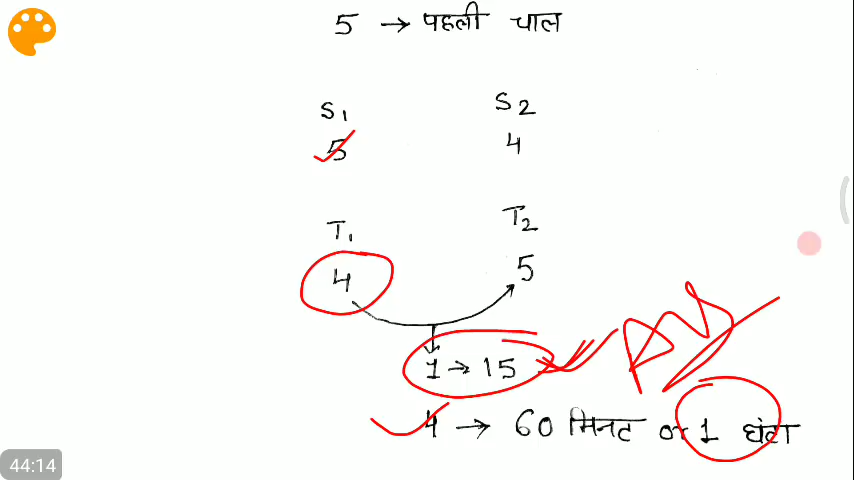 5 → पहली चाल
S1 S2
5 4
T1 T2
4 5
1 → 15
4 → 60 मिनट or 1 घंटा
44:14